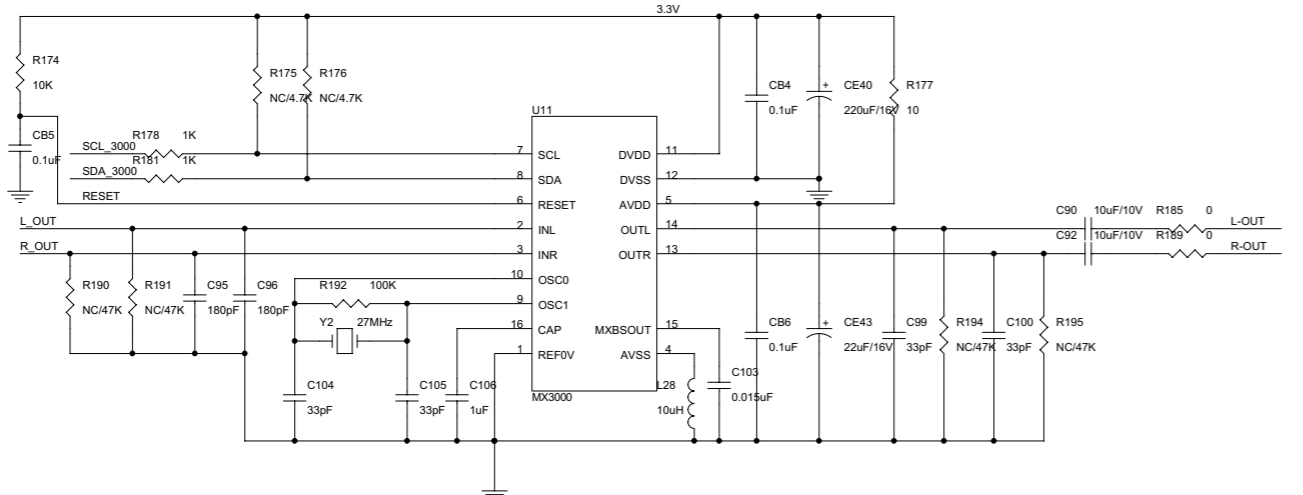 3.3V
R174
10K
R175
NC/4.7K
R176
NC/4.7K
CB4
0.1uF
CE40
220uF/16V
R177
10
U11
CB5
0.1uF
R178 1K
SCL_3000
R181 1K
SDA_3000
RESET
L_OUT
R_OUT
7 SCL
8 SDA
6 RESET
2 INL
3 INR
10 OSC0
9 OSC1
16 CAP
1 REF0V
DVDD 11
DVSS 12
AVDD 5
OUTL 14
OUTR 13
MXBSOUT 15
AVSS 4
MX3000
C90 10uF/10V R185 0 L-OUT
C92 10uF/10V R189 0 R-OUT
R190
NC/47K
R191
NC/47K
C95
180pF
C96
180pF
R192 100K
Y2 27MHz
C104
33pF
C105
33pF
C106
1uF
L28
10uH
C103
0.015uF
CB6
0.1uF
CE43
22uF/16V
C99
33pF
R194
NC/47K
C100
33pF
R195
NC/47K
+
+